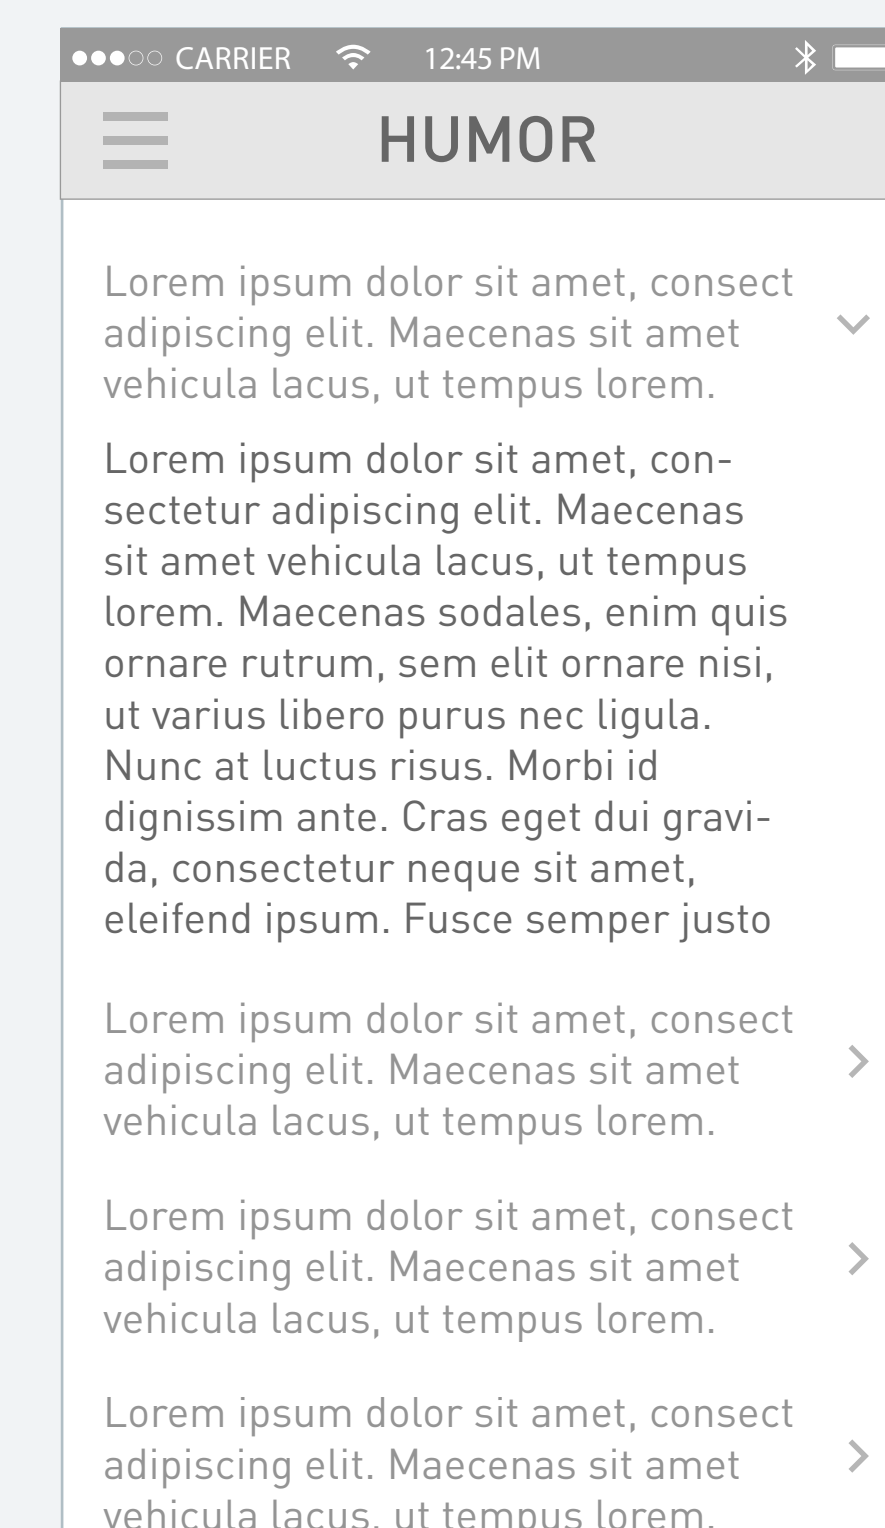 CARRIER 12:45 PM
HUMOR
Lorem ipsum dolor sit amet, consect
adipiscing elit. Maecenas sit amet
vehicula lacus, ut tempus lorem.
Lorem ipsum dolor sit amet, con-
sectetur adipiscing elit. Maecenas
sit amet vehicula lacus, ut tempus
lorem. Maecenas sodales, enim quis
ornare rutrum, sem elit ornare nisi,
ut varius libero purus nec ligula.
Nunc at luctus risus. Morbi id
dignissim ante. Cras eget dui gravi-
da, consectetur neque sit amet,
eleifend ipsum. Fusce semper justo
Lorem ipsum dolor sit amet, consect
adipiscing elit. Maecenas sit amet
vehicula lacus, ut tempus lorem.
Lorem ipsum dolor sit amet, consect
adipiscing elit. Maecenas sit amet
vehicula lacus, ut tempus lorem.
Lorem ipsum dolor sit amet, consect
adipiscing elit. Maecenas sit amet
vehicula lacus, ut tempus lorem.